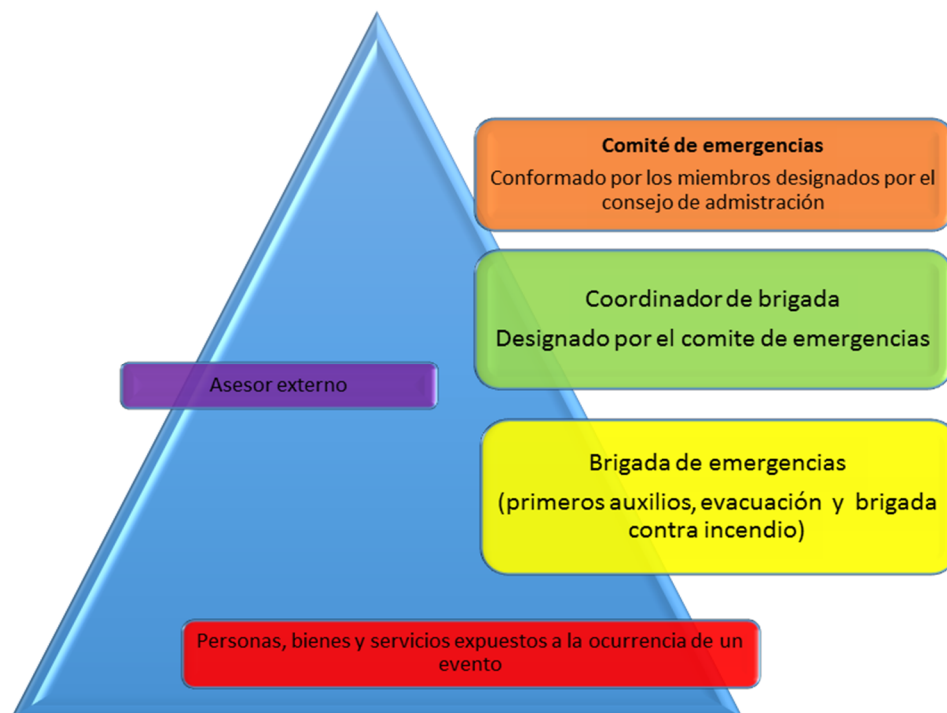 Comité de emergencias
Conformado por los miembros designados por el
consejo de admistración
Coordinador de brigada
Designado por el comite de emergencias
Asesor externo
Brigada de emergencias
(primeros auxilios, evacuación y brigada
contra incendio)
Personas, bienes y servicios expuestos a la ocurrencia de un
evento